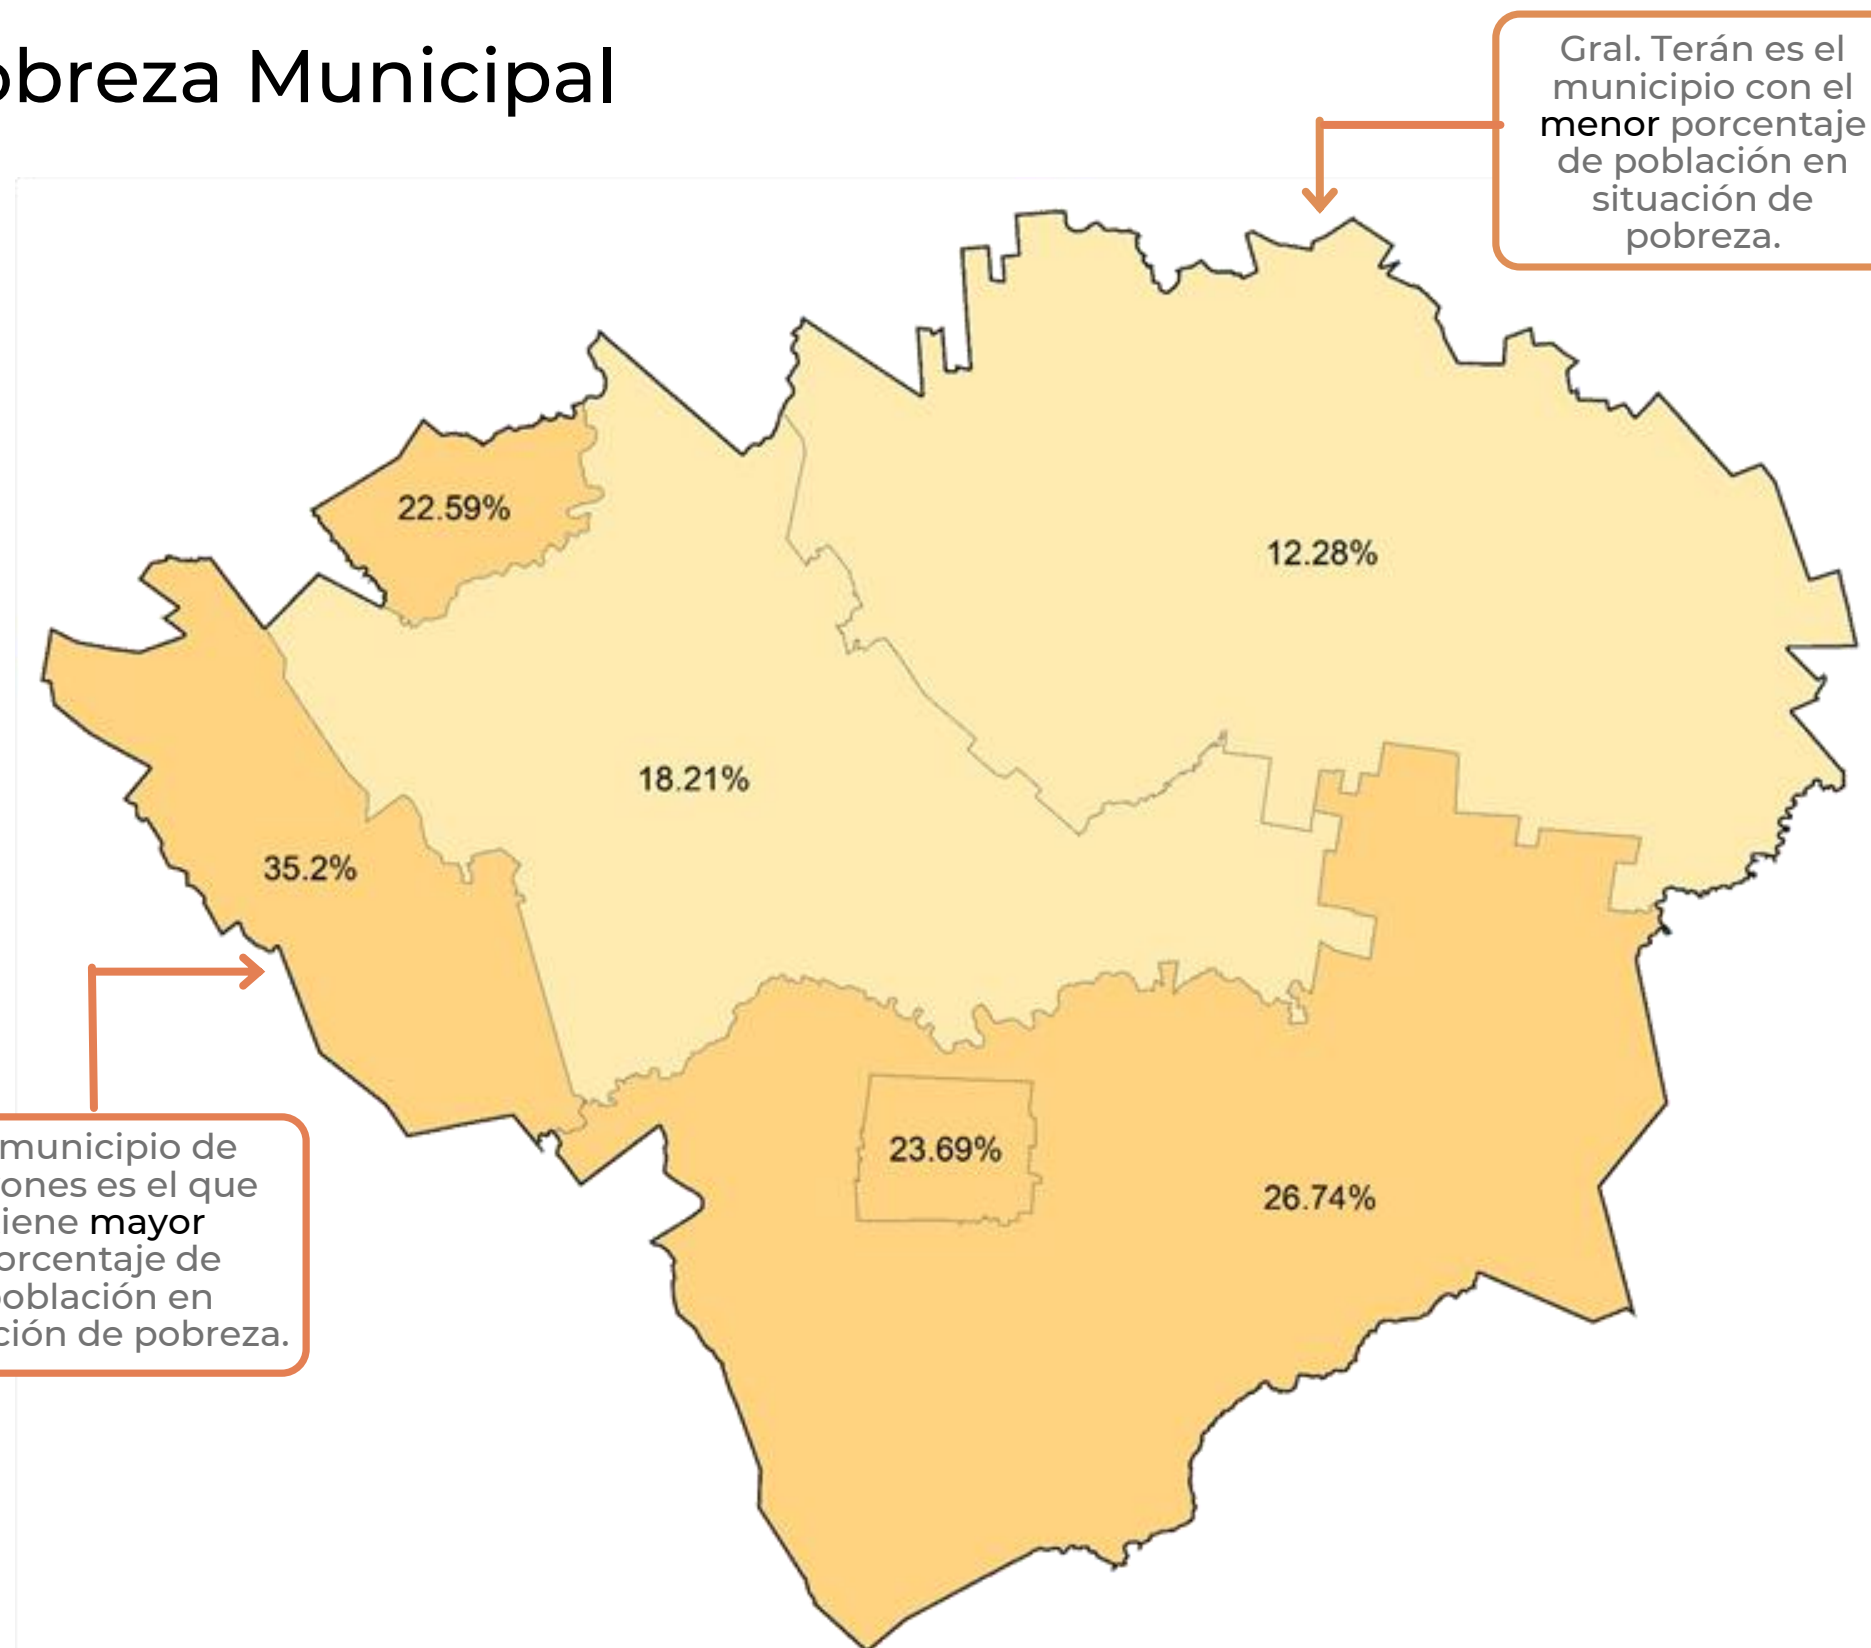 obreza Municipal
Gral. Terán es el
municipio con el
menor porcentaje
de población en
situación de
pobreza.
22.59%
12.28%
18.21%
35.2%
23.69%
26.74%
municipio de
ones es el que
iene mayor
orcentaje de
población en
ción de pobreza.